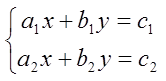 a₁x + b₁y = c₁
a₂x + b₂y = c₂